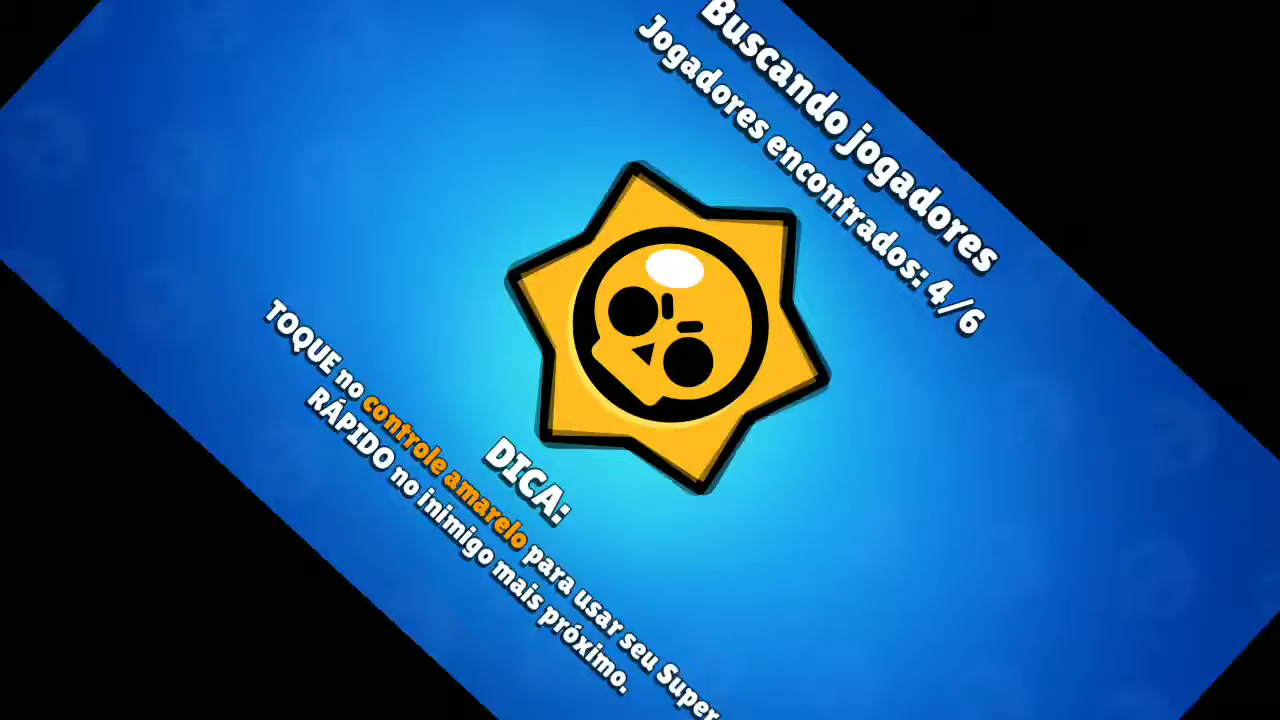 Buscando jogadores
Jogadores encontrados: 4/6
DICA:
TOQUE no controle amarelo para usar seu Super
RÁPIDO no inimigo mais próximo.